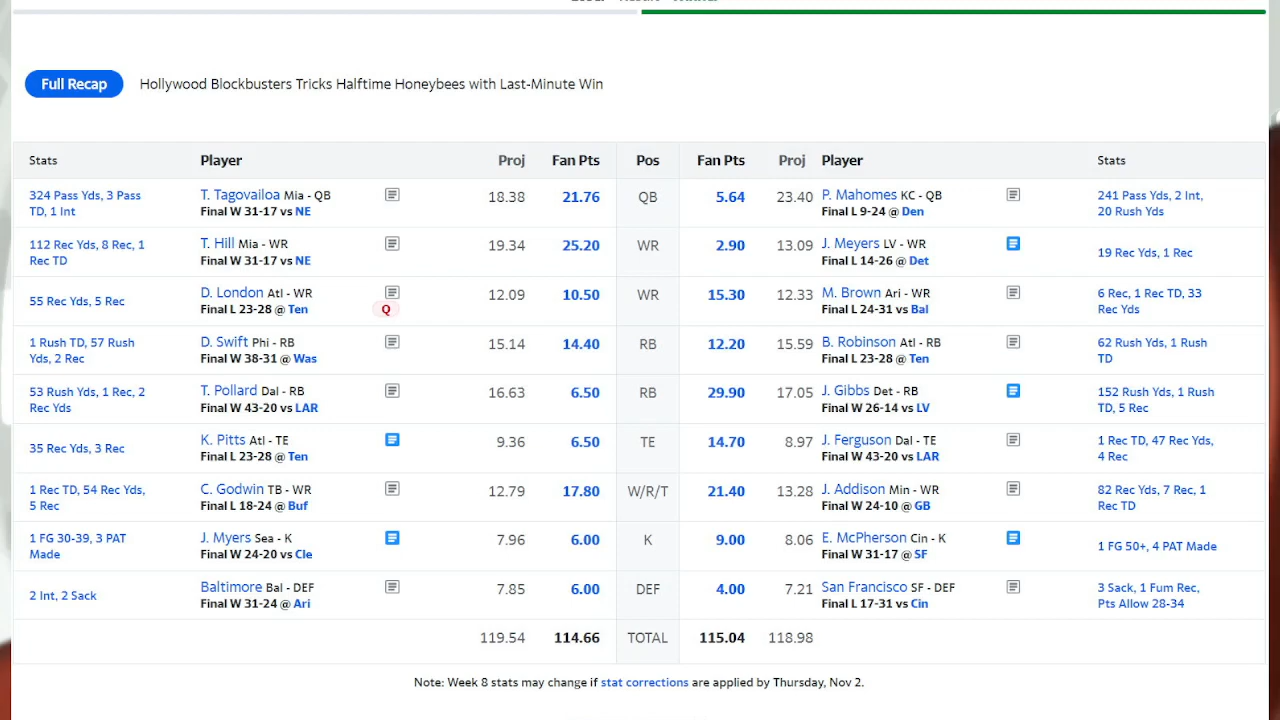 Full Recap Hollywood Blockbusters Tricks Halftime Honeybees with Last-Minute Win
Stats Player Proj Fan Pts Pos Fan Pts Proj Player Stats
324 Pass Yds, 3 Pass TD, 1 Int T. Tagovailoa Mia - QB Final W 31-17 vs NE 18.38 21.76 QB 5.64 23.40 P. Mahomes KC - QB Final L 9-24 @ Den 241 Pass Yds, 2 Int, 20 Rush Yds
112 Rec Yds, 8 Rec, 1 Rec TD T. Hill Mia - WR Final W 31-17 vs NE 19.34 25.20 WR 2.90 13.09 J. Meyers LV - WR Final L 14-26 @ Det 19 Rec Yds, 1 Rec
55 Rec Yds, 5 Rec D. London Atl - WR Final L 23-28 @ Ten Q 12.09 10.50 WR 15.30 12.33 M. Brown Ari - WR Final L 24-31 vs Bal 6 Rec, 1 Rec TD, 33 Rec Yds
1 Rush TD, 57 Rush Yds, 2 Rec D. Swift Phi - RB Final W 38-31 @ Was 15.14 14.40 RB 12.20 15.59 B. Robinson Atl - RB Final L 23-28 @ Ten 62 Rush Yds, 1 Rush TD
53 Rush Yds, 1 Rec, 2 Rec Yds T. Pollard Dal - RB Final W 43-20 vs LAR 16.63 6.50 RB 29.90 17.05 J. Gibbs Det - RB Final W 26-14 vs LV 152 Rush Yds, 1 Rush TD, 5 Rec
35 Rec Yds, 3 Rec K. Pitts Atl - TE Final L 23-28 @ Ten 9.36 6.50 TE 14.70 8.97 J. Ferguson Dal - TE Final W 43-20 vs LAR 1 Rec TD, 47 Rec Yds, 4 Rec
1 Rec TD, 54 Rec Yds, 5 Rec C. Godwin TB - WR Final L 18-24 @ Buf 12.79 17.80 W/R/T 21.40 13.28 J. Addison Min - WR Final W 24-10 @ GB 82 Rec Yds, 7 Rec, 1 Rec TD
1 FG 30-39, 3 PAT Made J. Myers Sea - K Final W 24-20 vs Cle 7.96 6.00 K 9.00 8.06 E. McPherson Cin - K Final W 31-17 @ SF 1 FG 50+, 4 PAT Made
2 Int, 2 Sack Baltimore Bal - DEF Final W 31-24 @ Ari 7.85 6.00 DEF 4.00 7.21 San Francisco SF - DEF Final L 17-31 vs Cin 3 Sack, 1 Fum Rec, Pts Allow 28-34
119.54 114.66 TOTAL 115.04 118.98
Note: Week 8 stats may change if stat corrections are applied by Thursday, Nov 2.